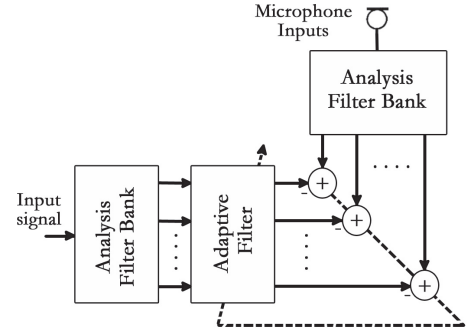 Microphone
Inputs
Analysis
Filter Bank
Input
signal
Analysis
Filter Bank
Adaptive
Filter
+
-
+
-
+
-